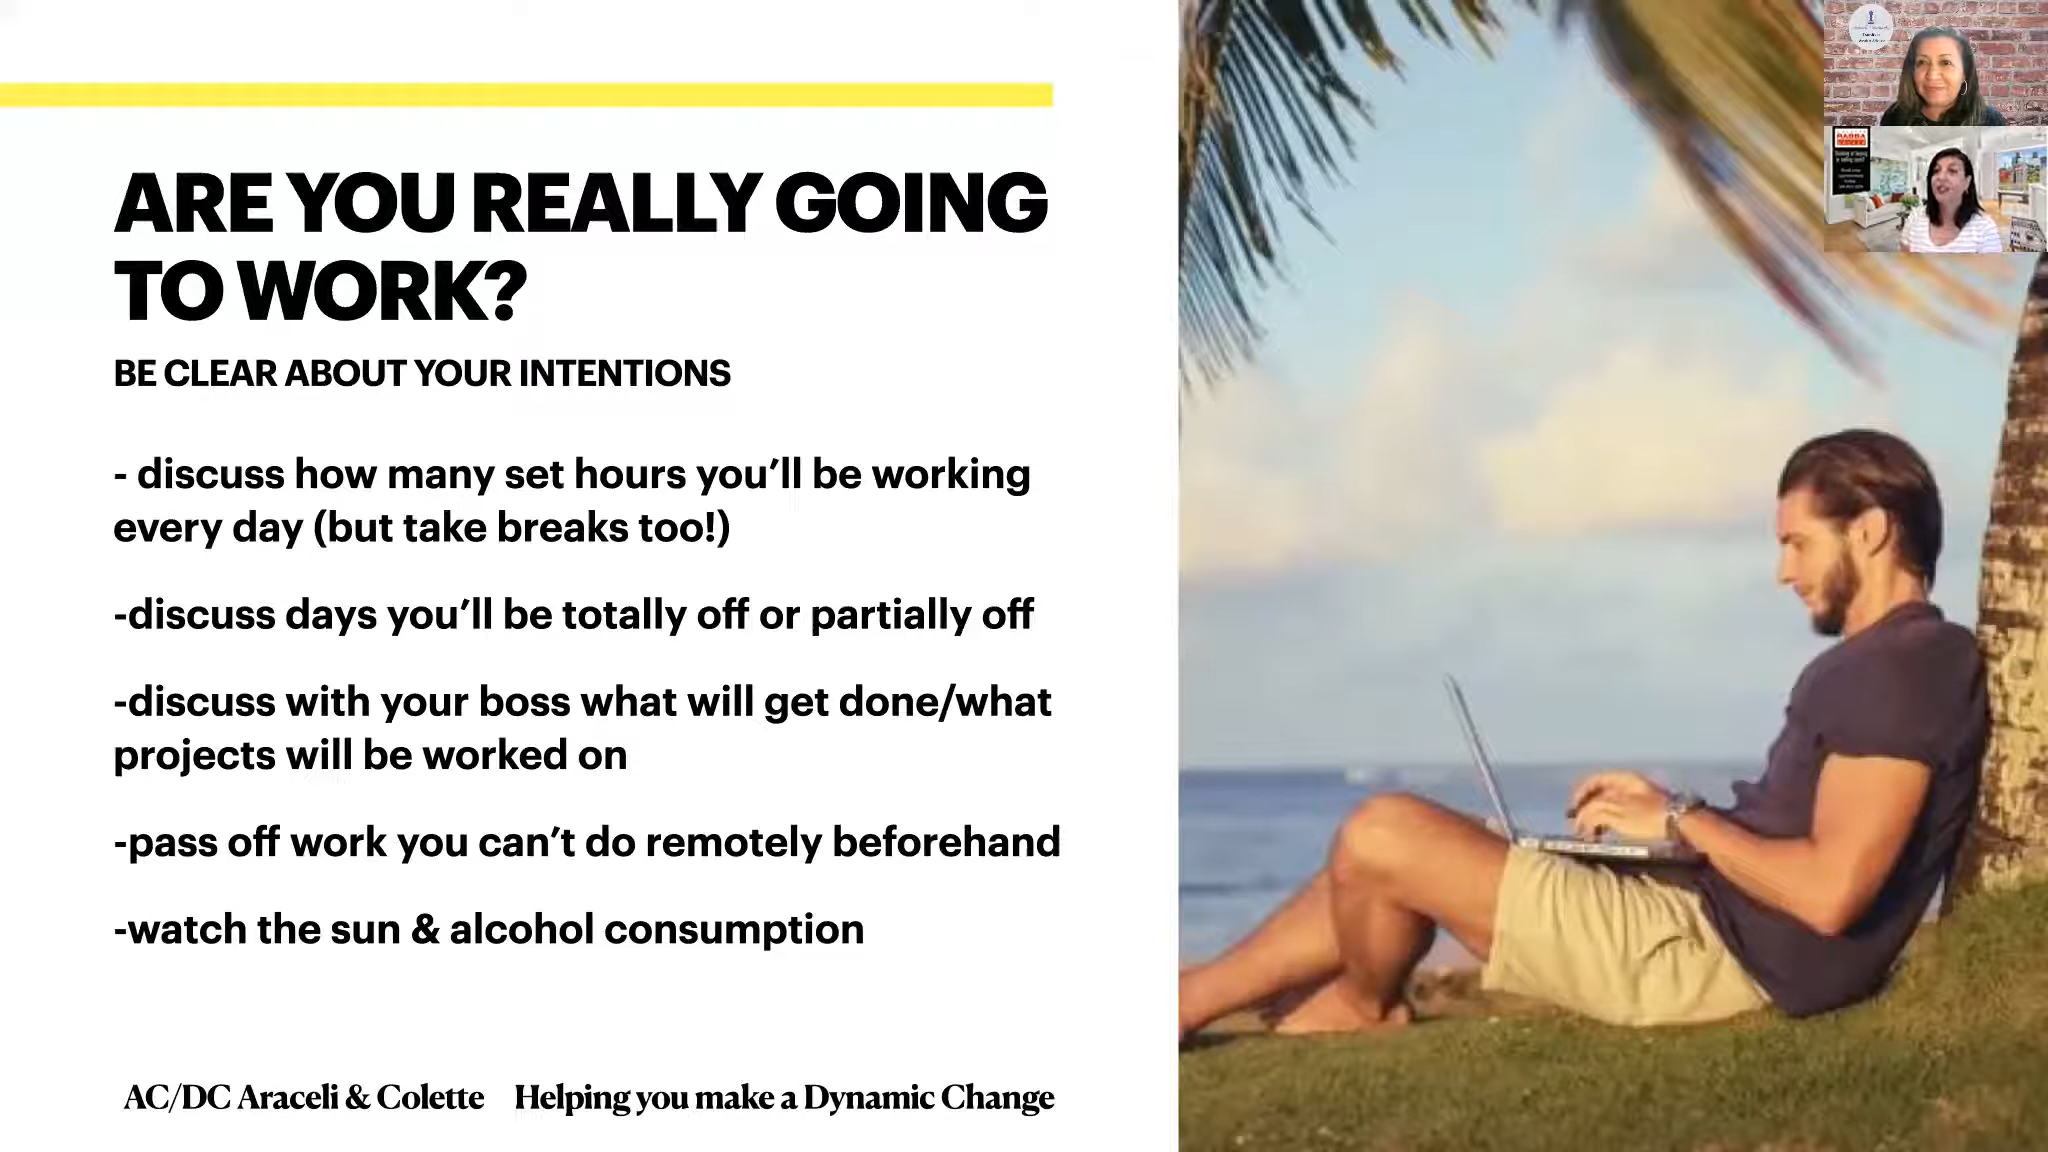 ARE YOU REALLY GOING
TO WORK?
BE CLEAR ABOUT YOUR INTENTIONS
- discuss how many set hours you’ll be working
every day (but take breaks too!)
-discuss days you’ll be totally off or partially off
-discuss with your boss what will get done/what
projects will be worked on
-pass off work you can’t do remotely beforehand
-watch the sun & alcohol consumption
AC/DC Araceli & Colette Helping you make a Dynamic Change